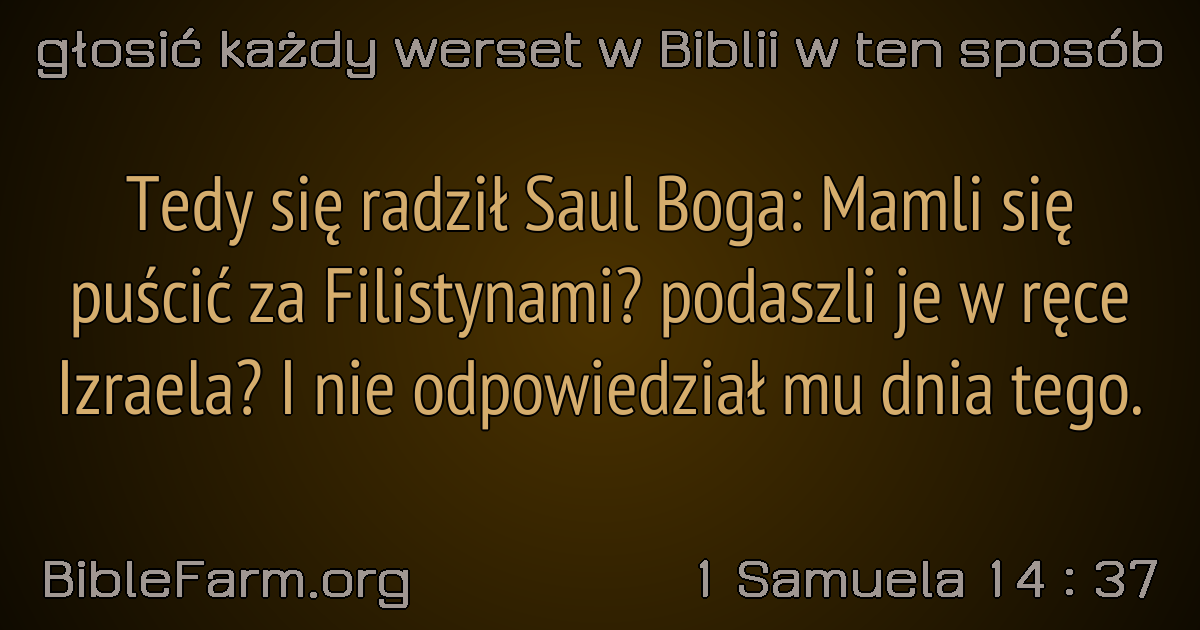 głosić każdy werset w Biblii w ten sposób
Tedy się radził Saul Boga: Mamli się
puścić za Filistynami? podaszli je w ręce
Izraela? I nie odpowiedział mu dnia tego.
BibleFarm.org
1 Samuela 14 : 37